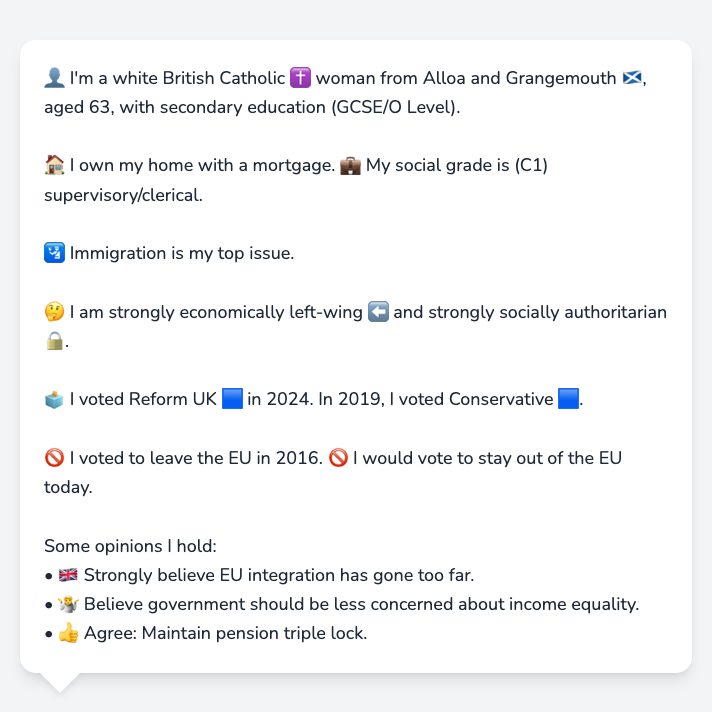 👤 I'm a white British Catholic ✝️ woman from Alloa and Grangemouth 🏴󠁧󠁢󠁳󠁣󠁴󠁿,
aged 63, with secondary education (GCSE/O Level).
🏠 I own my home with a mortgage. 💼 My social grade is (C1)
supervisory/clerical.
🛂 Immigration is my top issue.
🤔 I am strongly economically left-wing ⬅️ and strongly socially authoritarian
🔒.
🗳️ I voted Reform UK 🟦 in 2024. In 2019, I voted Conservative 🟦.
🚫 I voted to leave the EU in 2016. 🚫 I would vote to stay out of the EU
today.
Some opinions I hold:
• 🇬🇧 Strongly believe EU integration has gone too far.
• 🤷 Believe government should be less concerned about income equality.
• 👍 Agree: Maintain pension triple lock.